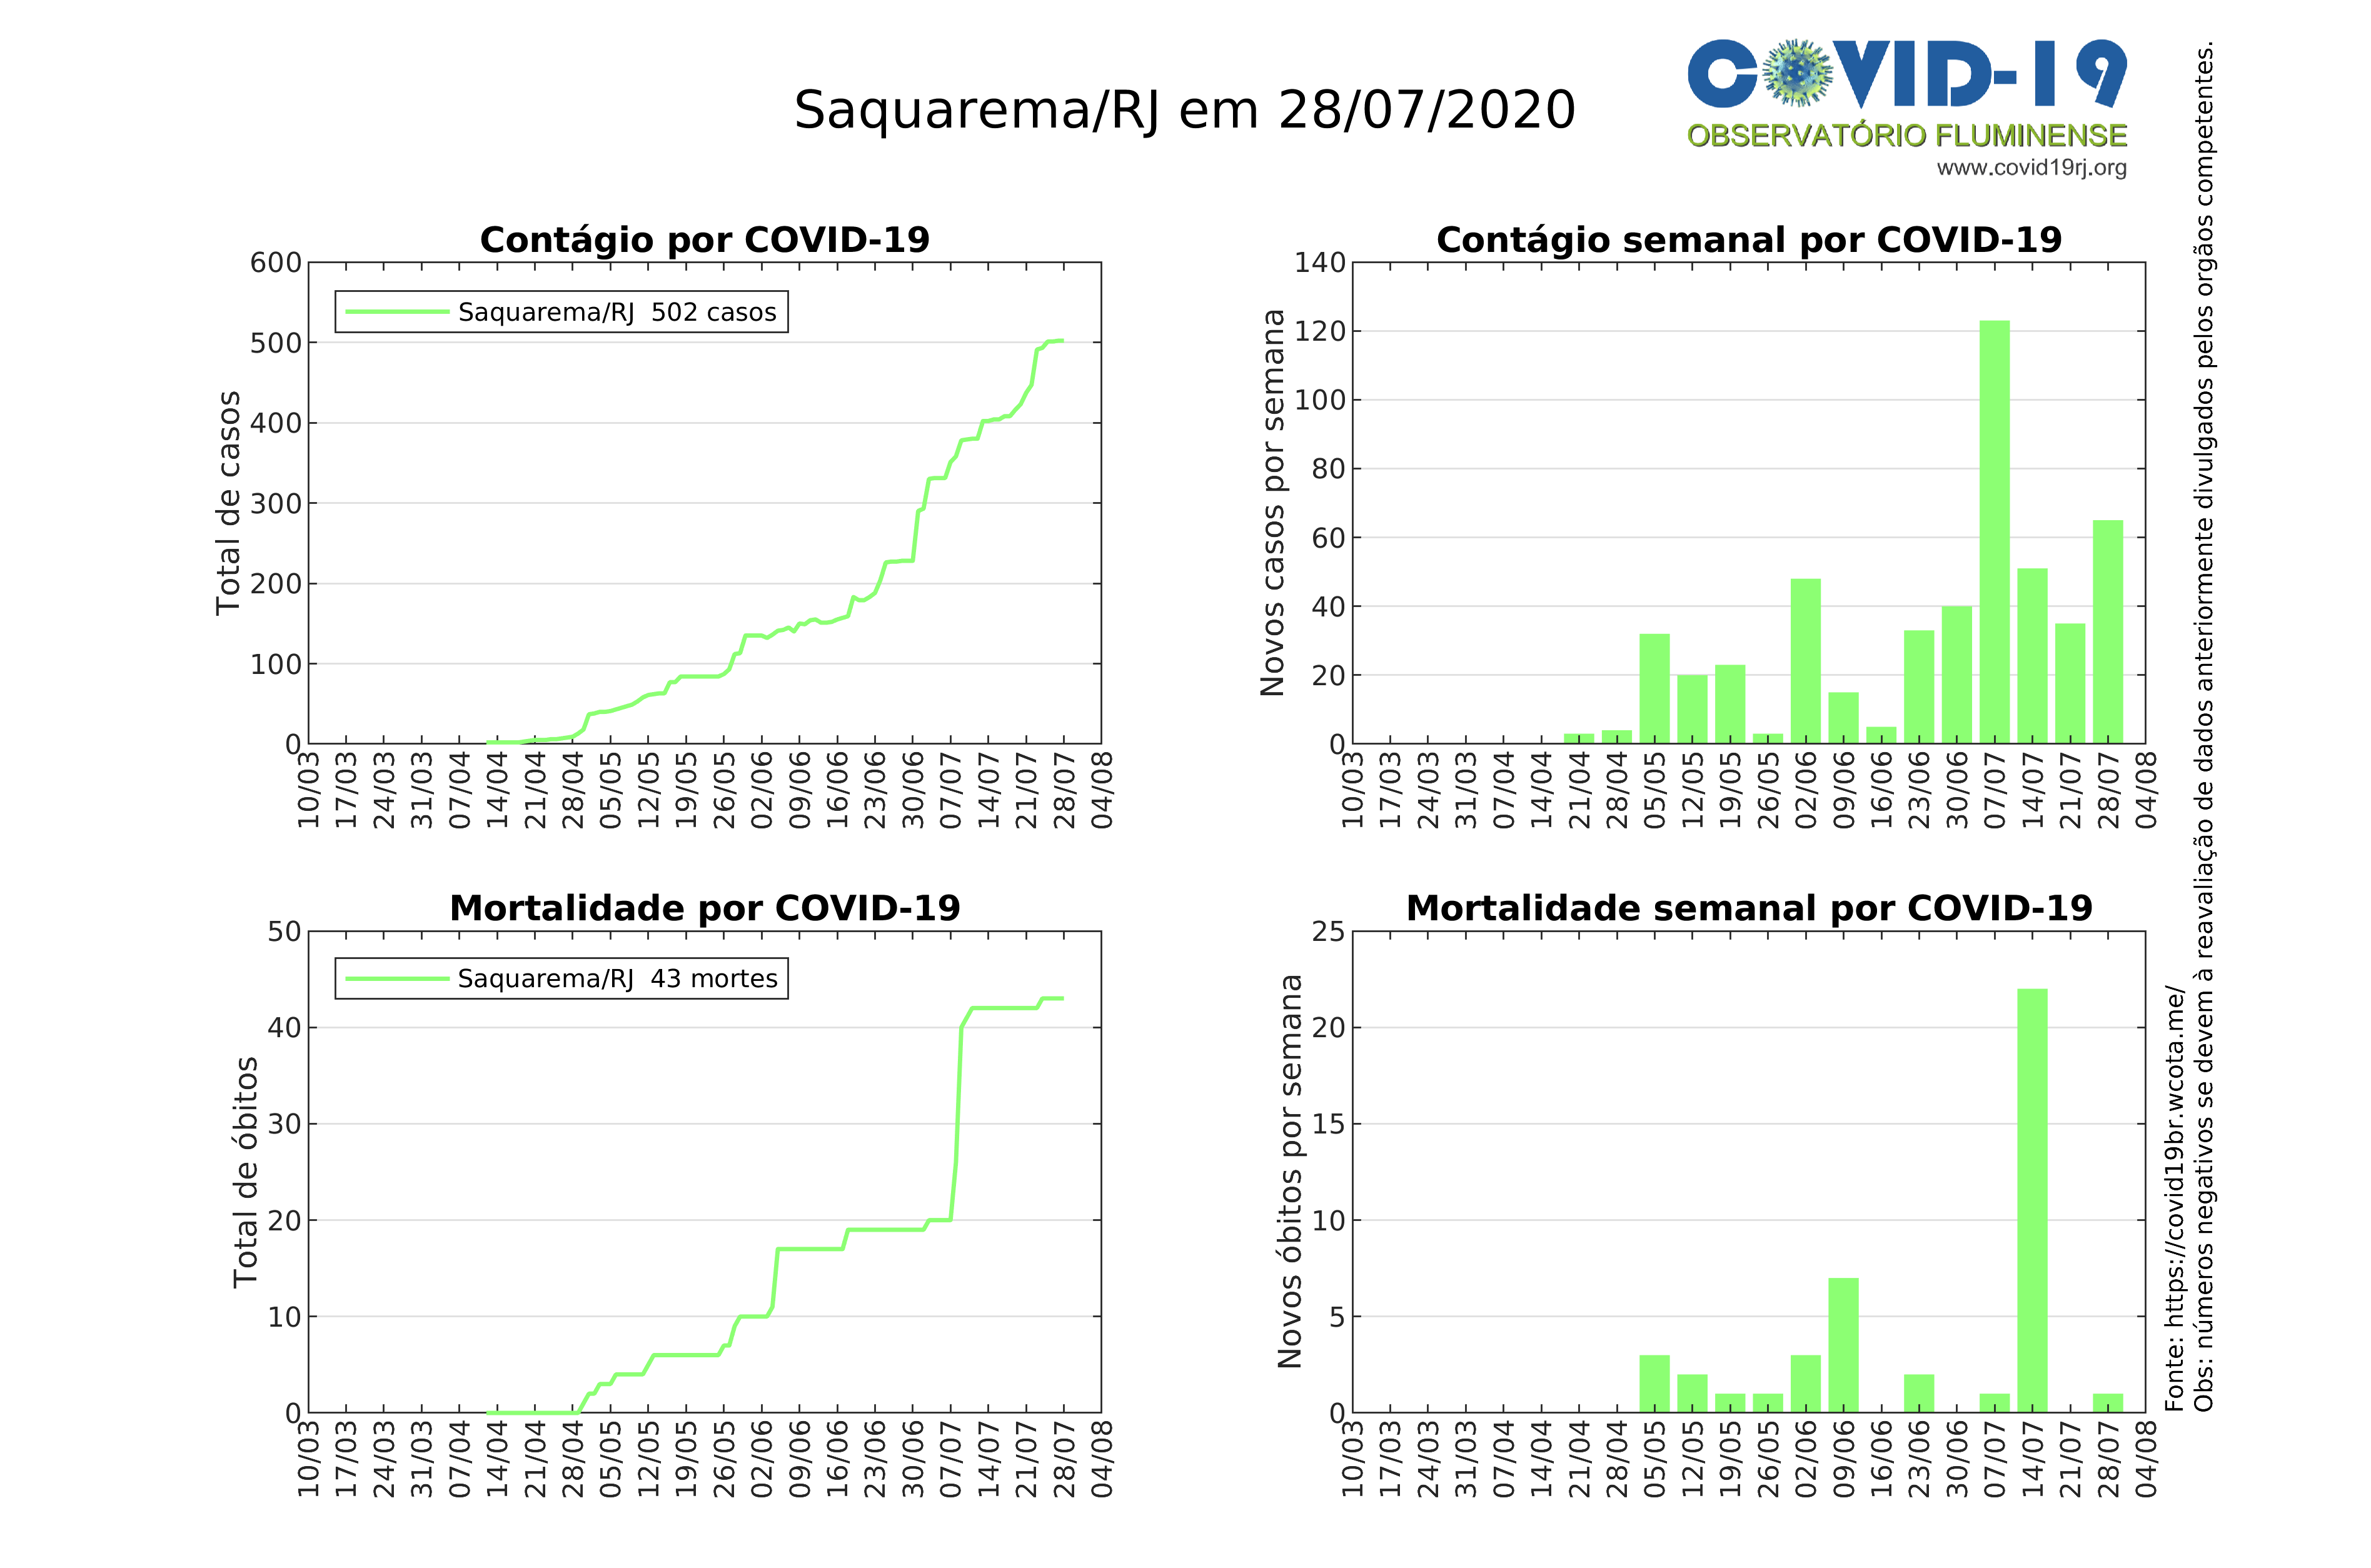 Saquarema/RJ em 28/07/2020
COVID-19
OBSERVATÓRIO FLUMINENSE
www.covid19rj.org
Contágio por COVID-19
Total de casos
600
500
400
300
200
100
0
Saquarema/RJ 502 casos
10/03 17/03 24/03 31/03 07/04 14/04 21/04 28/04 05/05 12/05 19/05 26/05 02/06 09/06 16/06 23/06 30/06 07/07 14/07 21/07 28/07 04/08
Contágio semanal por COVID-19
Novos casos por semana
140
120
100
80
60
40
20
0
10/03 17/03 24/03 31/03 07/04 14/04 21/04 28/04 05/05 12/05 19/05 26/05 02/06 09/06 16/06 23/06 30/06 07/07 14/07 21/07 28/07 04/08
Mortalidade por COVID-19
Total de óbitos
50
40
30
20
10
0
Saquarema/RJ 43 mortes
10/03 17/03 24/03 31/03 07/04 14/04 21/04 28/04 05/05 12/05 19/05 26/05 02/06 09/06 16/06 23/06 30/06 07/07 14/07 21/07 28/07 04/08
Mortalidade semanal por COVID-19
Novos óbitos por semana
25
20
15
10
5
0
10/03 17/03 24/03 31/03 07/04 14/04 21/04 28/04 05/05 12/05 19/05 26/05 02/06 09/06 16/06 23/06 30/06 07/07 14/07 21/07 28/07 04/08
Fonte: https://covid19br.wcota.me/
Obs: números negativos se devem à reavaliação de dados anteriormente divulgados pelos orgãos competentes.